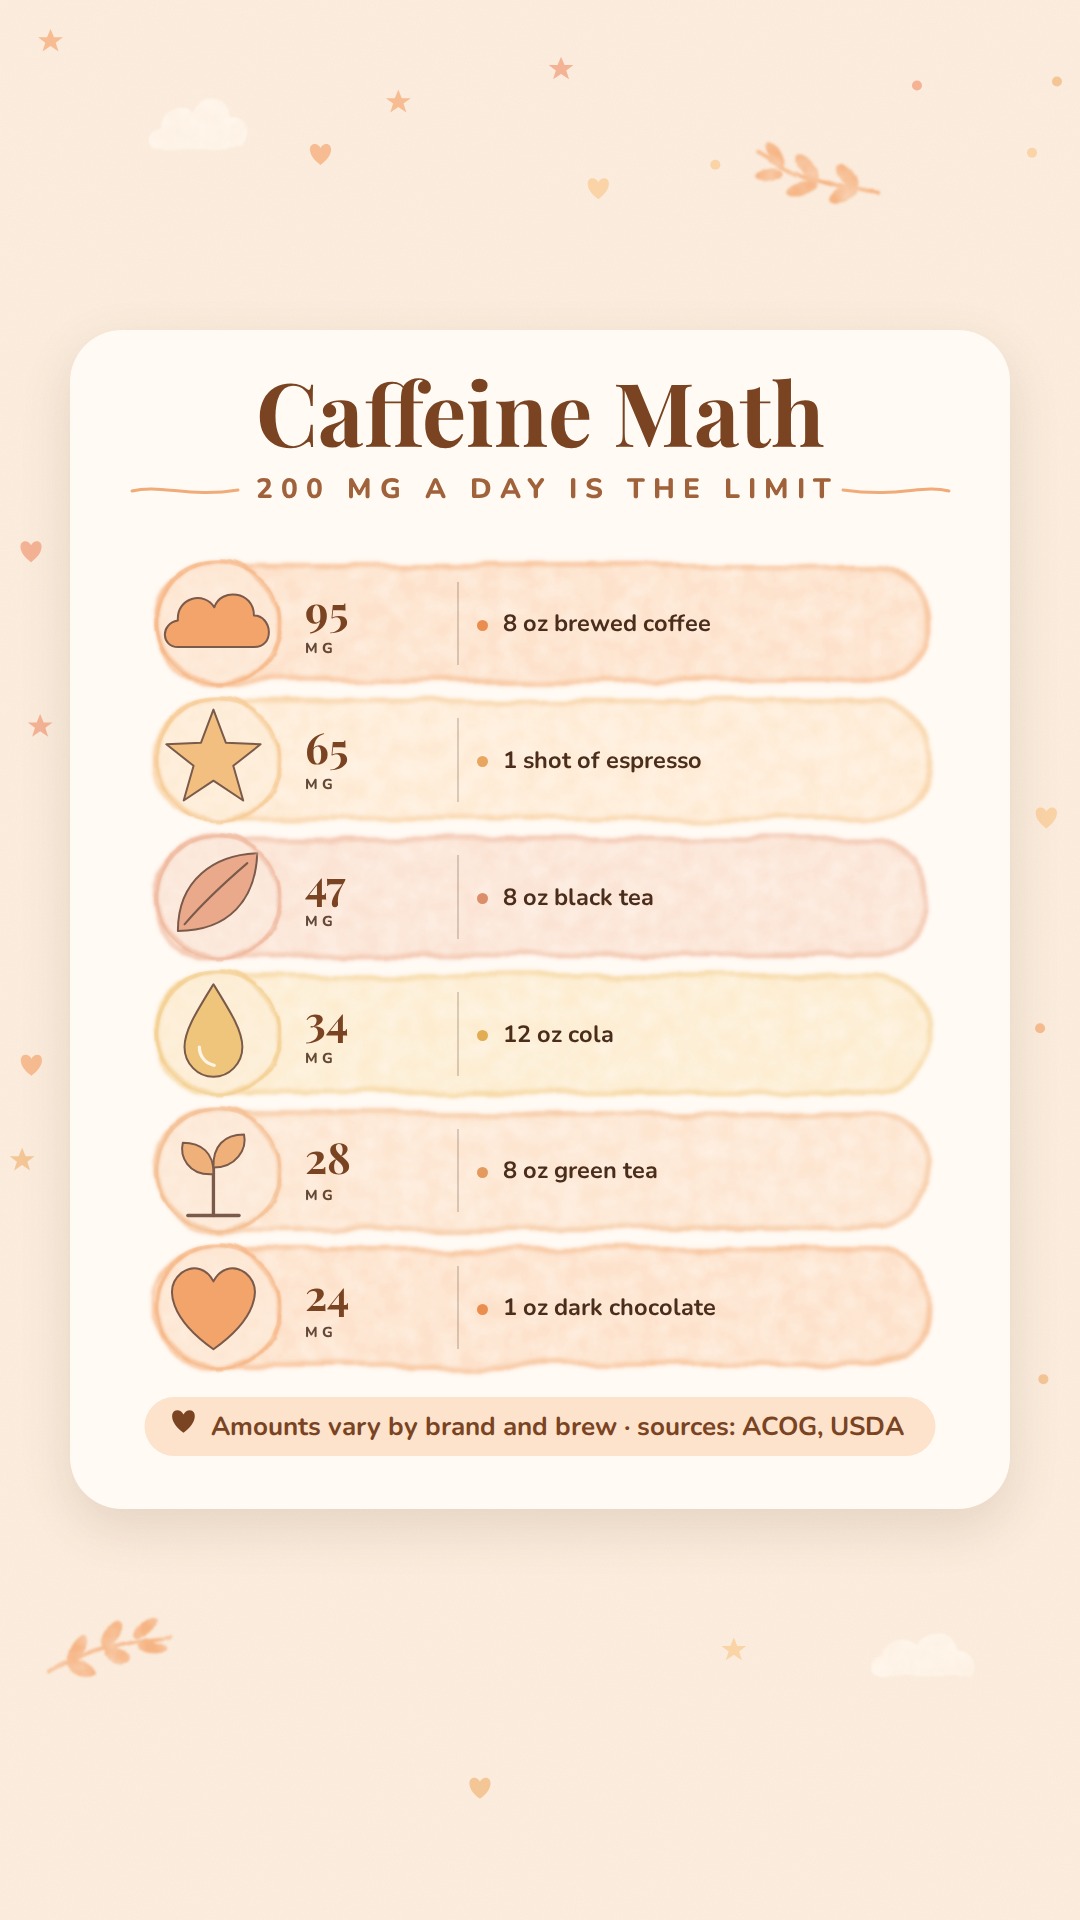 Caffeine Math
200 MG A DAY IS THE LIMIT
95
MG
8 oz brewed coffee
65
MG
1 shot of espresso
47
MG
8 oz black tea
34
MG
12 oz cola
28
MG
8 oz green tea
24
MG
1 oz dark chocolate
Amounts vary by brand and brew · sources: ACOG, USDA